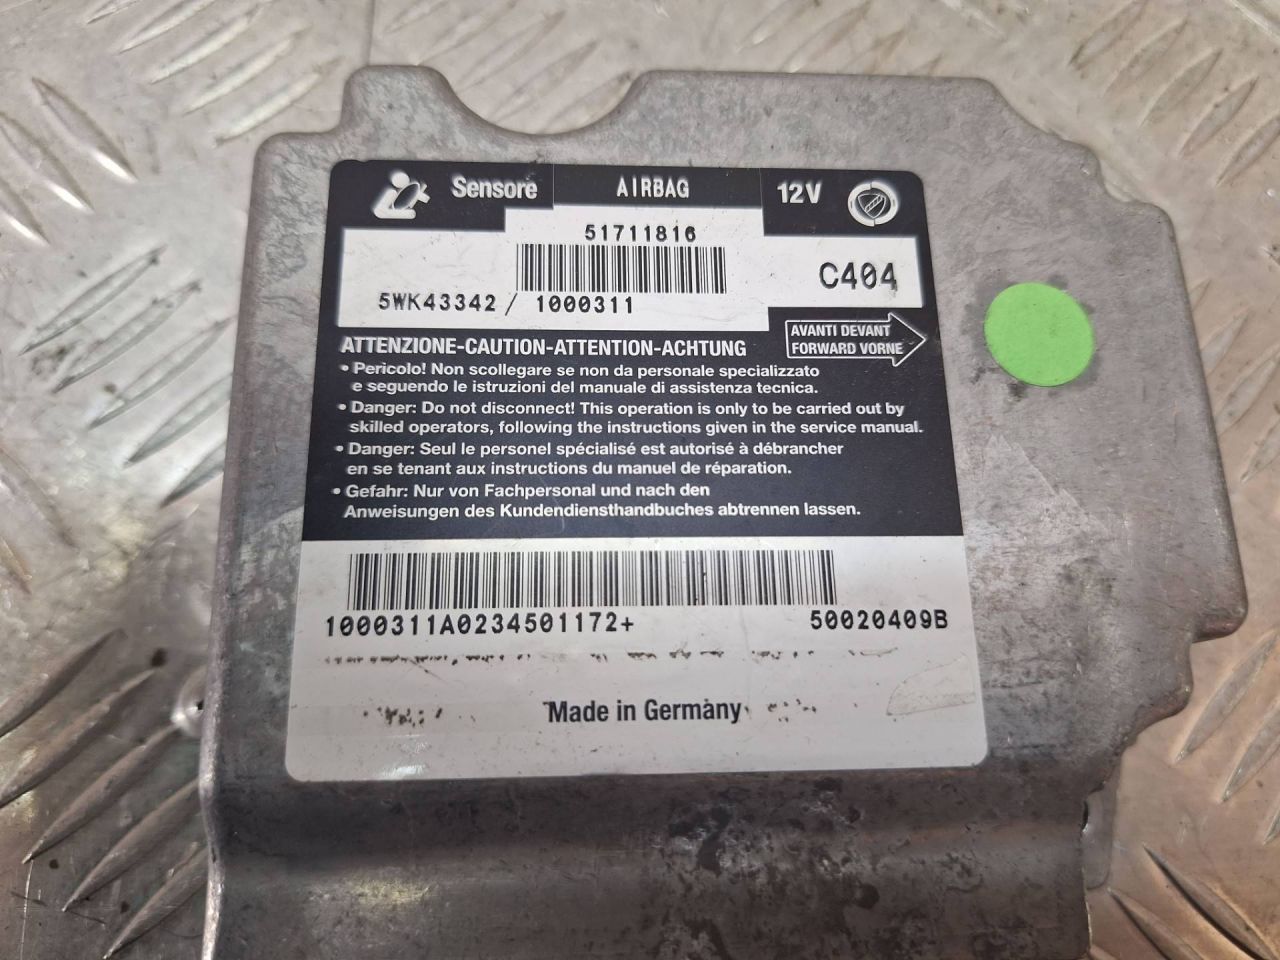 Sensore AIRBAG 12V
51711816
C404
5WK43342 / 1000311
AVANTI DEVANT
FORWARD VORNE
ATTENZIONE-CAUTION-ATTENTION-ACHTUNG
• Pericolo! Non scollegare se non da personale specializzato
e seguendo le istruzioni del manuale di assistenza tecnica.
• Danger: Do not disconnect! This operation is only to be carried out by
skilled operators, following the instructions given in the service manual.
• Danger: Seul le personel spécialisé est autorisé à débrancher
en se tenant aux instructions du manuel de réparation.
• Gefahr: Nur von Fachpersonal und nach den
Anweisungen des Kundendiensthandbuches abtrennen lassen.
1000311A0234501172+ 50020409B
Made in Germany